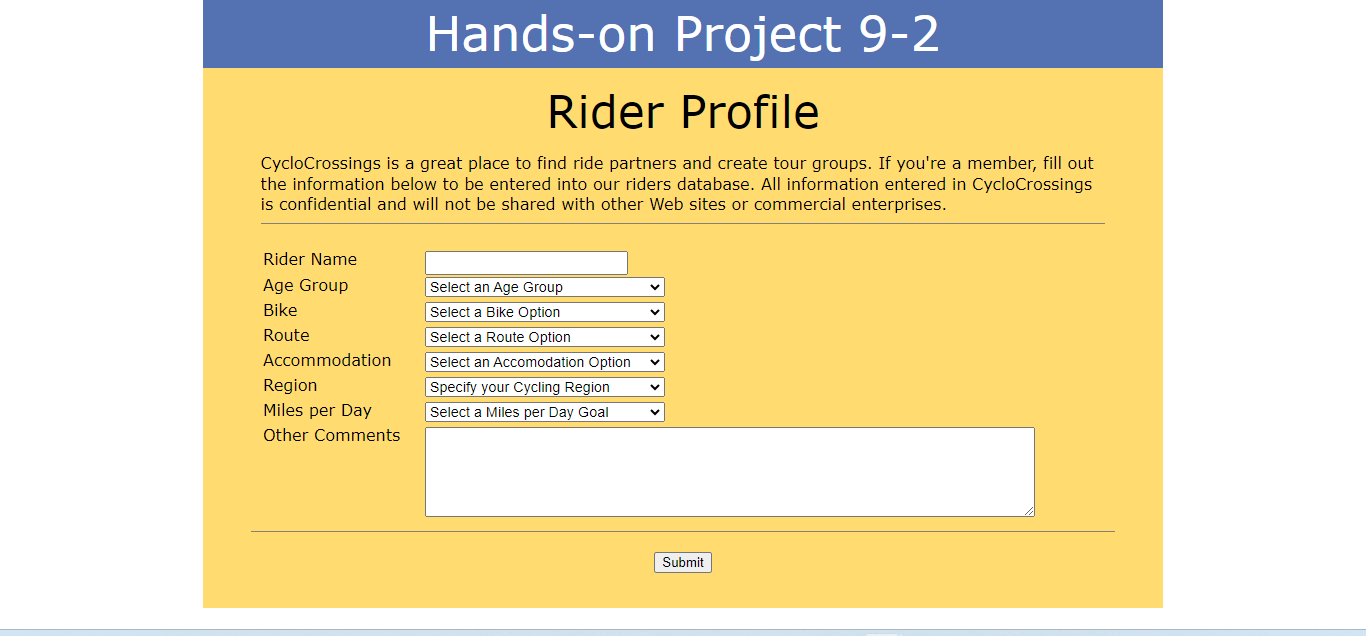 Hands-on Project 9-2
Rider Profile
CycloCrossings is a great place to find ride partners and create tour groups. If you're a member, fill out
the information below to be entered into our riders database. All information entered in CycloCrossings
is confidential and will not be shared with other Web sites or commercial enterprises.
Rider Name
Age Group Select an Age Group
Bike Select a Bike Option
Route Select a Route Option
Accommodation Select an Accomodation Option
Region Specify your Cycling Region
Miles per Day Select a Miles per Day Goal
Other Comments
Submit